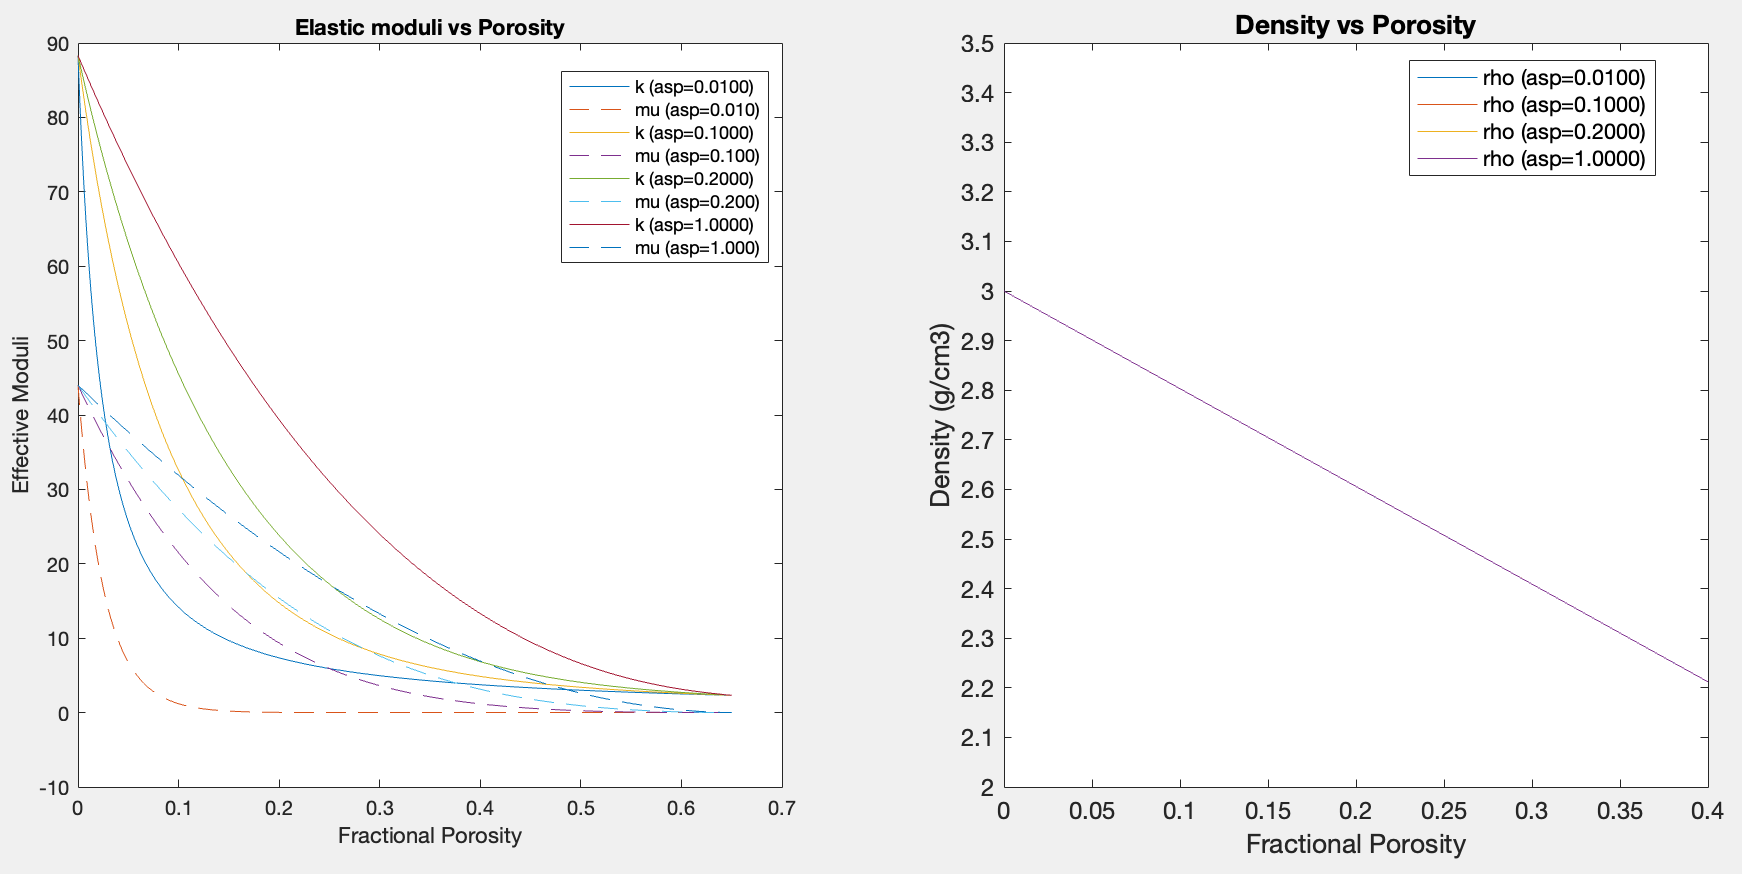 Elastic moduli vs Porosity
90
80
70
60
50
40
30
20
10
0
-10
Effective Moduli
k (asp=0.0100)
mu (asp=0.010)
k (asp=0.1000)
mu (asp=0.100)
k (asp=0.2000)
mu (asp=0.200)
k (asp=1.0000)
mu (asp=1.000)
0 0.1 0.2 0.3 0.4 0.5 0.6 0.7
Fractional Porosity
Density vs Porosity
3.5
3.4
3.3
3.2
3.1
3
2.9
2.8
2.7
2.6
2.5
2.4
2.3
2.2
2.1
2
Density (g/cm3)
rho (asp=0.0100)
rho (asp=0.1000)
rho (asp=0.2000)
rho (asp=1.0000)
0 0.05 0.1 0.15 0.2 0.25 0.3 0.35 0.4
Fractional Porosity